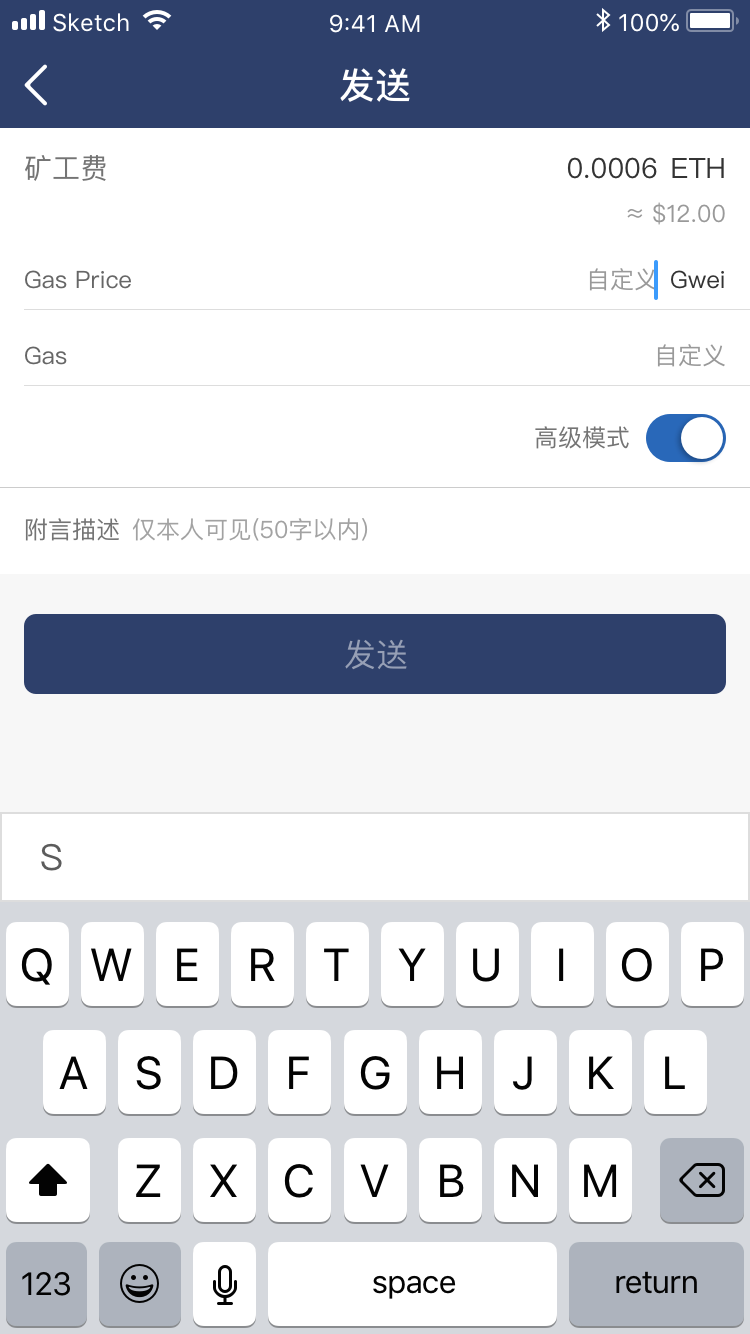 Sketch 9:41 AM 100%
发送
矿工费 0.0006 ETH
≈ $12.00
Gas Price 自定义 Gwei
Gas 自定义
高级模式
附言描述 仅本人可见(50字以内)
发送
S
Q W E R T Y U I O P
A S D F G H J K L
Z X C V B N M
123 space return